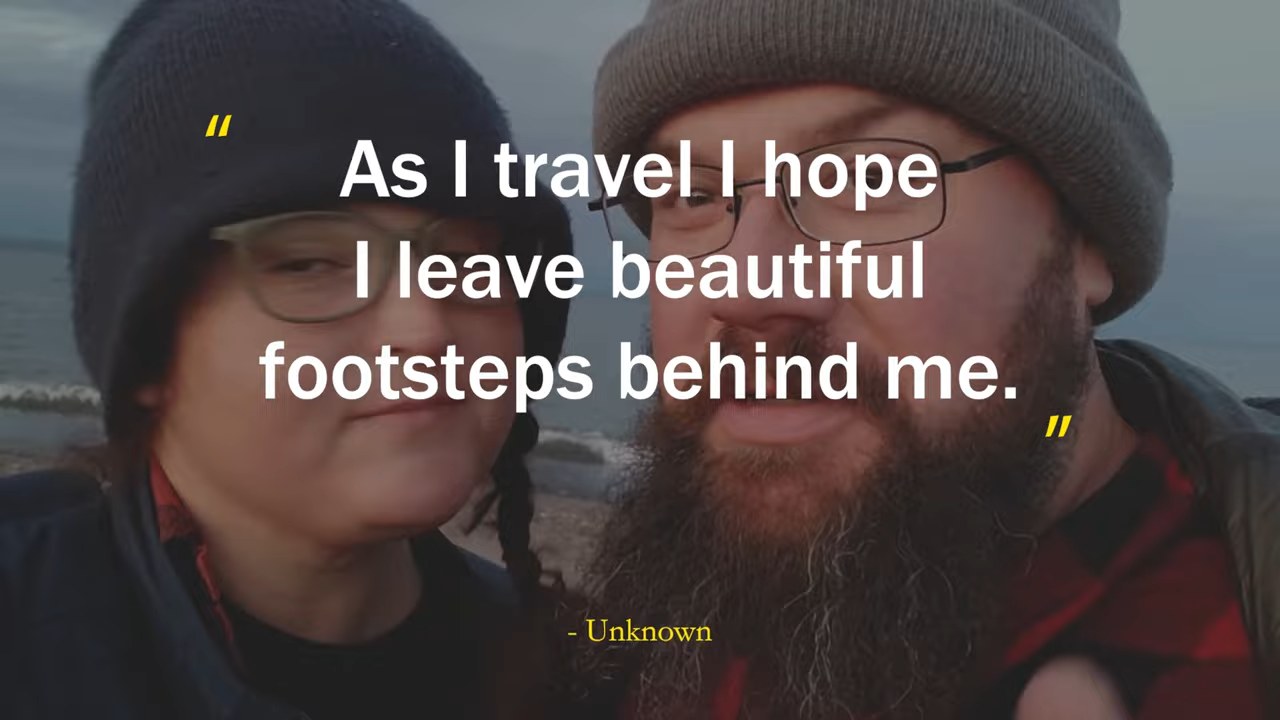 “
As I travel I hope
I leave beautiful
footsteps behind me.
”
- Unknown